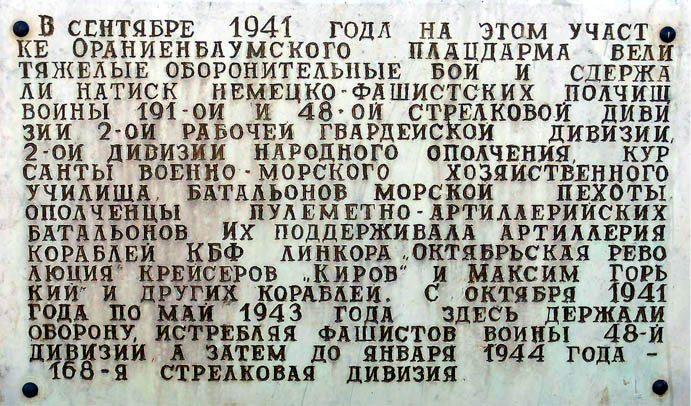 В СЕНТЯБРЕ 1941 ГОДА НА ЭТОМ УЧАСТ
КЕ ОРАНИЕНБАУМСКОГО ПЛАЦДАРМА ВЕЛИ
ТЯЖЕЛЫЕ ОБОРОНИТЕЛЬНЫЕ БОИ И СДЕРЖА
ЛИ НАТИСК НЕМЕЦКО-ФАШИСТСКИХ ПОЛЧИЩ
ВОИНЫ 191-ОЙ И 48-ОЙ СТРЕЛКОВОЙ ДИВИ
ЗИИ 2-ОЙ РАБОЧЕЙ ГВАРДЕЙСКОЙ ДИВИЗИИ,
2-ОЙ ДИВИЗИИ НАРОДНОГО ОПОЛЧЕНИЯ, КУР
САНТЫ ВОЕННО-МОРСКОГО ХОЗЯЙСТВЕННОГО
УЧИЛИЩА, БАТАЛЬОНОВ МОРСКОЙ ПЕХОТЫ,
ОПОЛЧЕНЦЫ ПУЛЕМЕТНО-АРТИЛЛЕРИЙСКИХ
БАТАЛЬОНОВ ИХ ПОДДЕРЖИВАЛА АРТИЛЛЕРИЯ
КОРАБЛЕЙ КБФ ЛИНКОРА „ОКТЯБРЬСКАЯ РЕВО
ЛЮЦИЯ" КРЕЙСЕРОВ „КИРОВ" И МАКСИМ ГОРЬ
КИЙ" И ДРУГИХ КОРАБЛЕЙ. С ОКТЯБРЯ 1941
ГОДА ПО МАЙ 1943 ГОДА ЗДЕСЬ ДЕРЖАЛИ
ОБОРОНУ, ИСТРЕБЛЯЯ ФАШИСТОВ ВОИНЫ 48-Й
ДИВИЗИИ А ЗАТЕМ ДО ЯНВАРЯ 1944 ГОДА –
168-Я СТРЕЛКОВАЯ ДИВИЗИЯ.